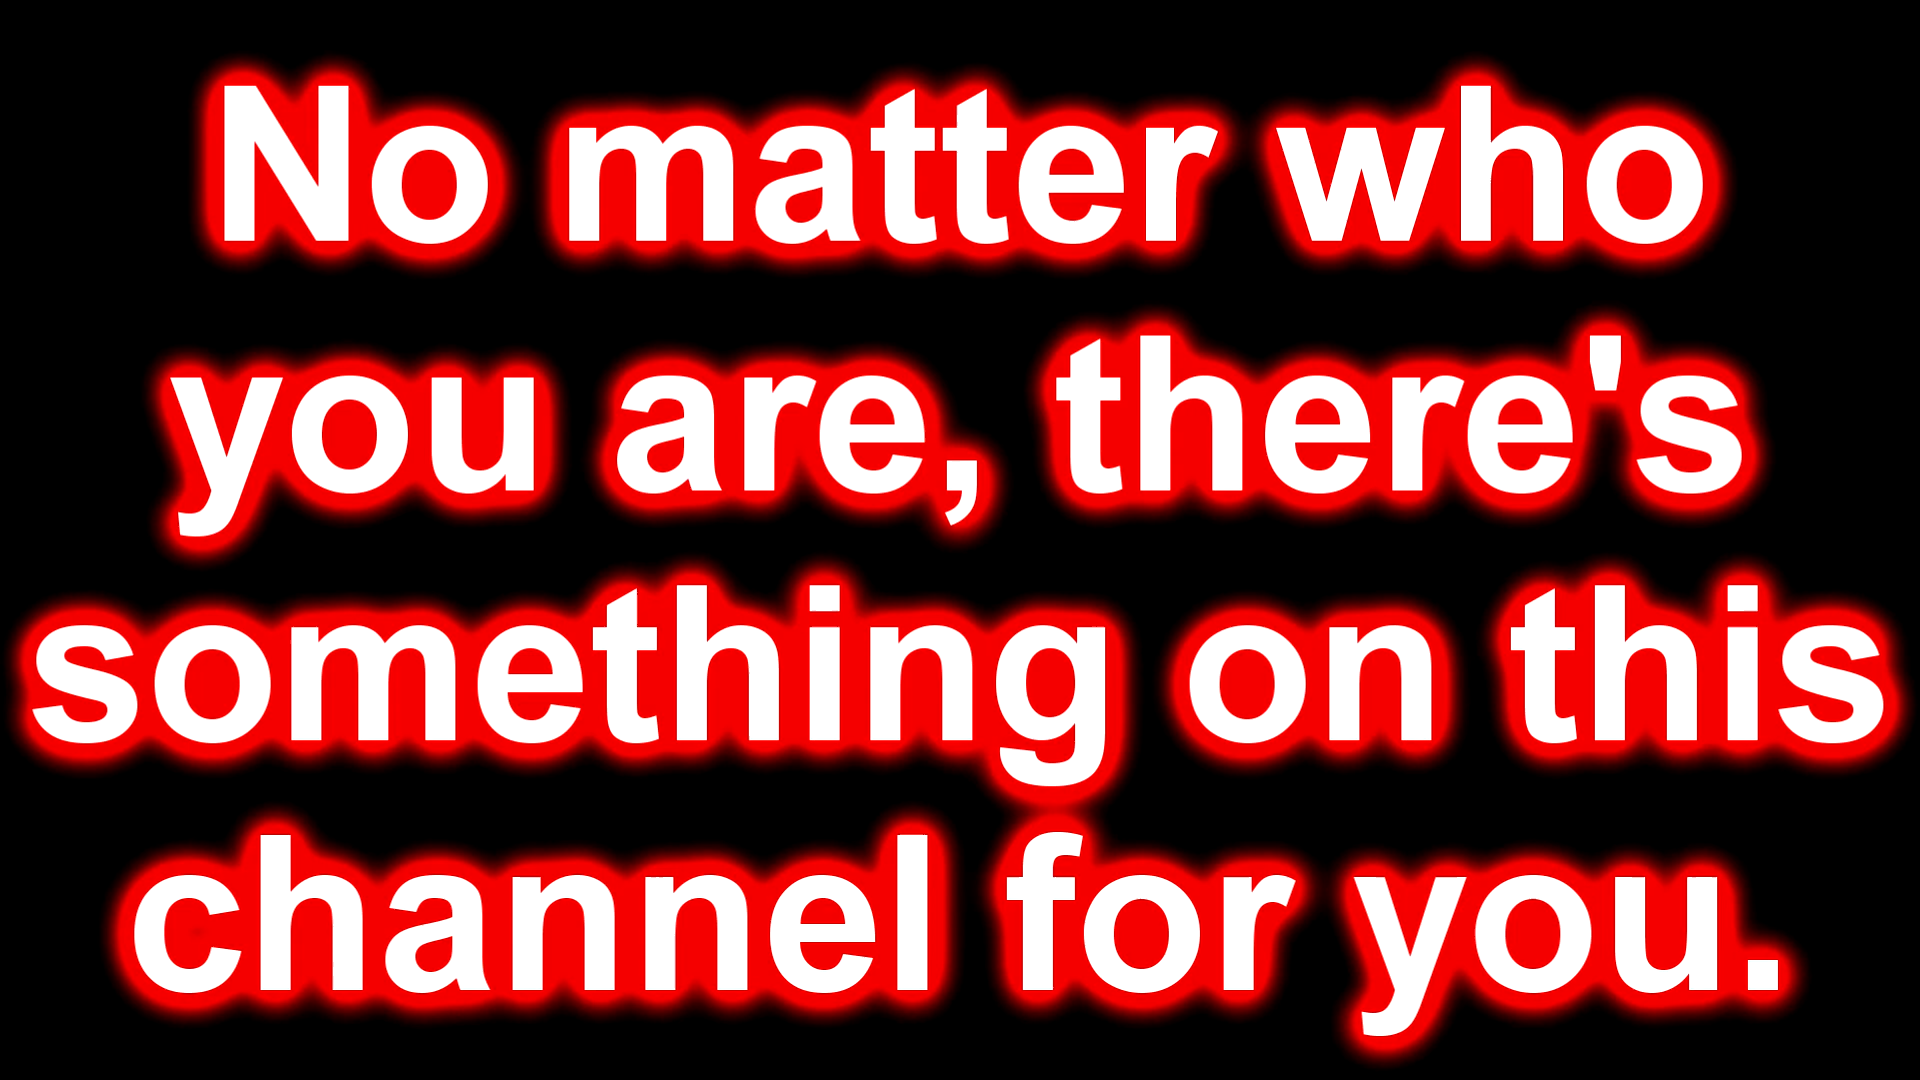 No matter who
you are, there's
something on this
channel for you.